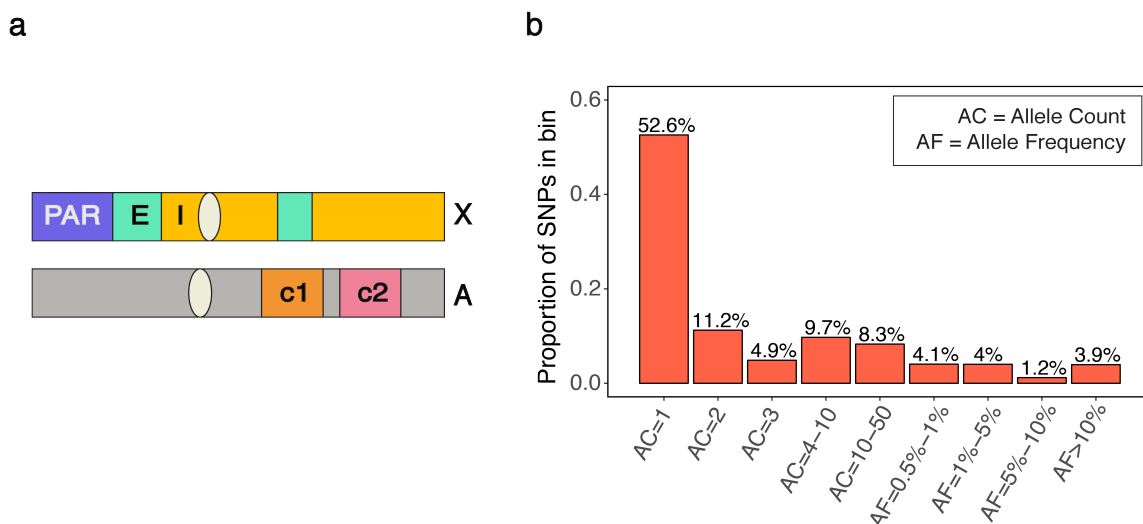 a
PAR E I X
c1 c2 A
b
Proportion of SNPs in bin
0.6
0.4
0.2
0.0
AC = Allele Count
AF = Allele Frequency
52.6%
11.2%
4.9%
9.7%
8.3%
4.1%
4%
1.2%
3.9%
AC=1
AC=2
AC=3
AC=4−10
AC=10−50
AF=0.5%−1%
AF=1%−5%
AF=5%−10%
AF>10%